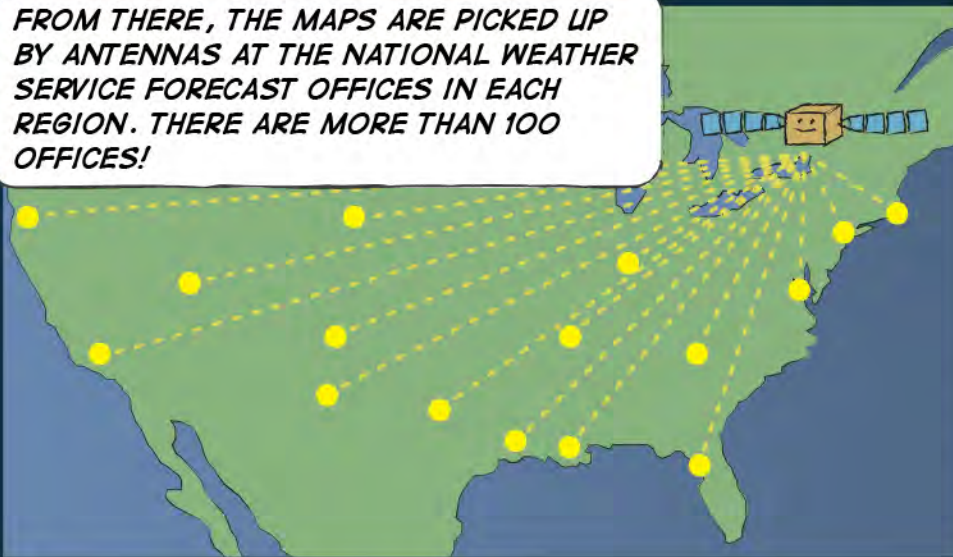 FROM THERE, THE MAPS ARE PICKED UP
BY ANTENNAS AT THE NATIONAL WEATHER
SERVICE FORECAST OFFICES IN EACH
REGION. THERE ARE MORE THAN 100
OFFICES!